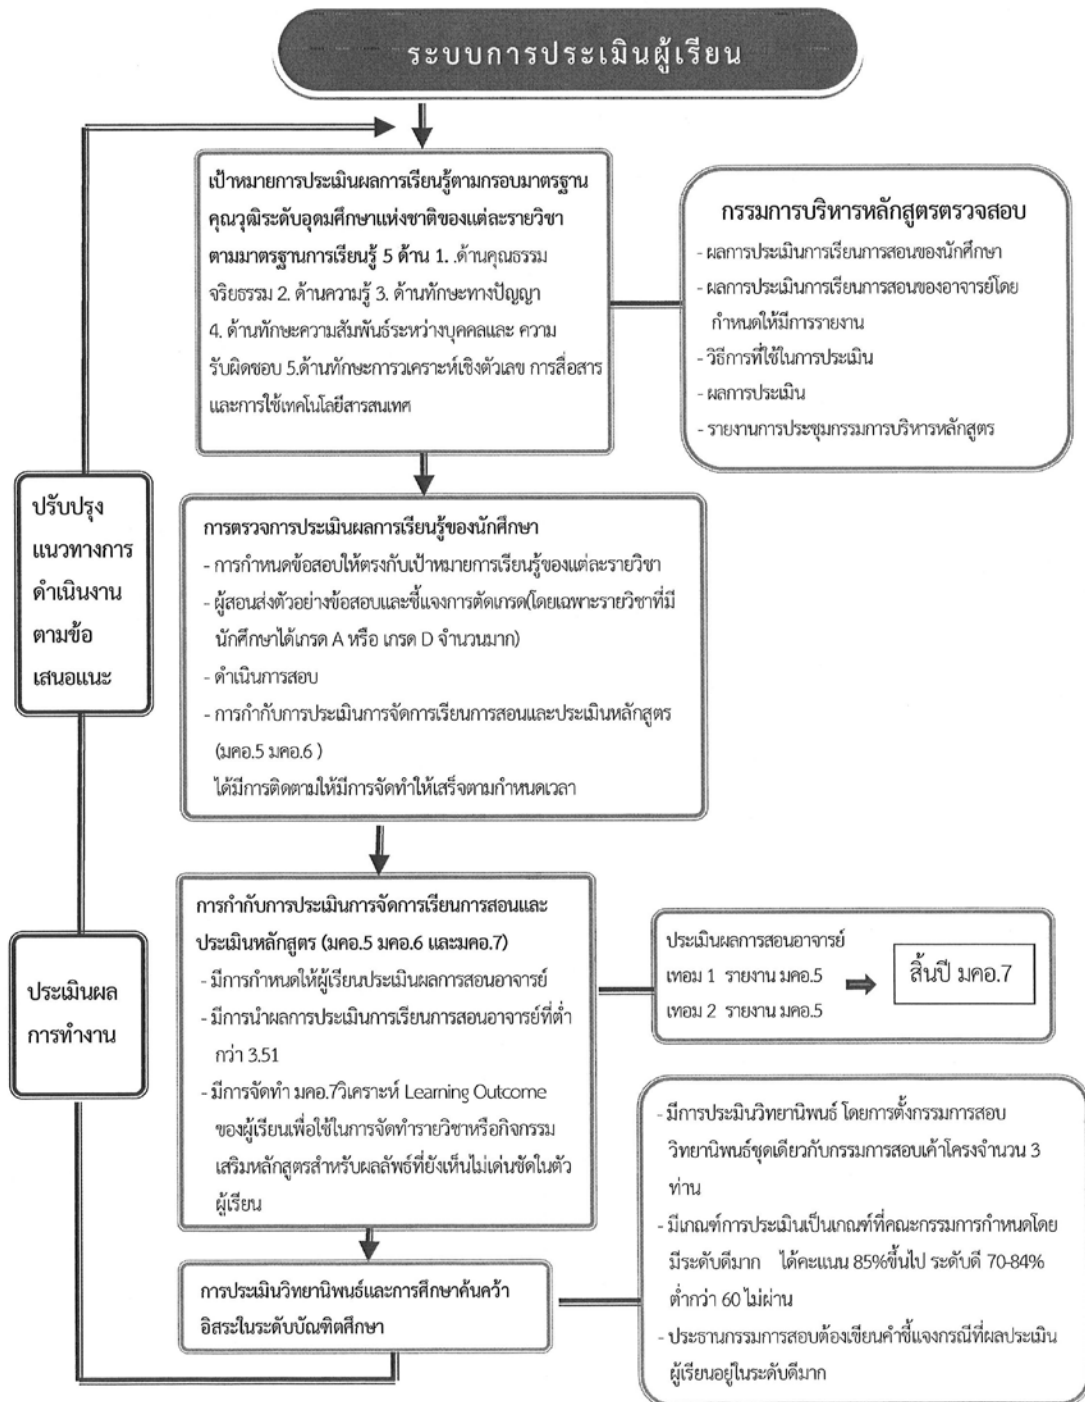 ระบบการประเมินผู้เรียน
เป้าหมายการประเมินผลการเรียนรู้ตามกรอบมาตรฐาน
คุณวุฒิระดับอุดมศึกษาแห่งชาติของแต่ละรายวิชา
ตามมาตรฐานการเรียนรู้ 5 ด้าน 1. .ด้านคุณธรรม
จริยธรรม 2. ด้านความรู้ 3. ด้านทักษะทางปัญญา
4. ด้านทักษะความสัมพันธ์ระหว่างบุคคลและ ความ
รับผิดชอบ 5.ด้านทักษะการวเคราะห์เชิงตัวเลข การสื่อสาร
และการใช้เทคโนโลยีสารสนเทศ
กรรมการบริหารหลักสูตรตรวจสอบ
- ผลการประเมินการเรียนการสอนของนักศึกษา
- ผลการประเมินการเรียนการสอนของอาจารย์โดย
กำหนดให้มีการรายงาน
- วิธีการที่ใช้ในการประเมิน
- ผลการประเมิน
- รายงานการประชุมกรรมการบริหารหลักสูตร
ปรับปรุง
แนวทางการ
ดำเนินงาน
ตามข้อ
เสนอแนะ
การตรวจการประเมินผลการเรียนรู้ของนักศึกษา
- การกำหนดข้อสอบให้ตรงกับเป้าหมายการเรียนรู้ของแต่ละรายวิชา
- ผู้สอนส่งตัวอย่างข้อสอบและชี้แจงการตัดเกรด(โดยเฉพาะรายวิชาที่มี
นักศึกษาได้เกรด A หรือ เกรด D จำนวนมาก)
- ดำเนินการสอบ
- การกำกับการประเมินการจัดการเรียนการสอนและประเมินหลักสูตร
(มคอ.5 มคอ.6 )
ได้มีการติดตามให้มีการจัดทำให้เสร็จตามกำหนดเวลา
ประเมินผล
การทำงาน
การกำกับการประเมินการจัดการเรียนการสอนและ
ประเมินหลักสูตร (มคอ.5 มคอ.6 และมคอ.7)
- มีการกำหนดให้ผู้เรียนประเมินผลการสอนอาจารย์
- มีการนำผลการประเมินการเรียนการสอนอาจารย์ที่ต่ำ
กว่า 3.51
- มีการจัดทำ มคอ.7วิเคราะห์ Learning Outcome
ของผู้เรียนเพื่อใช้ในการจัดทำรายวิชาหรือกิจกรรม
เสริมหลักสูตรสำหรับผลลัพธ์ที่ยังเห็นไม่เด่นชัดในตัว
ผู้เรียน
ประเมินผลการสอนอาจารย์
เทอม 1 รายงาน มคอ.5
เทอม 2 รายงาน มคอ.5
สิ้นปี มคอ.7
การประเมินวิทยานิพนธ์และการศึกษาค้นคว้า
อิสระในระดับบัณฑิตศึกษา
- มีการประมินวิทยานิพนธ์ โดยการตั้งกรรมการสอบ
วิทยานิพนธ์ชุดเดียวกับกรรมการสอบเค้าโครงจำนวน 3
ท่าน
- มีเกณฑ์การประเมินเป็นเกณฑ์ที่คณะกรรมการกำหนดโดย
มีระดับดีมาก ได้คะแนน 85%ขึ้นไป ระดับดี 70-84%
ต่ำกว่า 60 ไม่ผ่าน
- ประธานกรรมการสอบต้องเขียนคำชี้แจงกรณีที่ผลประเมิน
ผู้เรียนอยู่ในระดับดีมาก